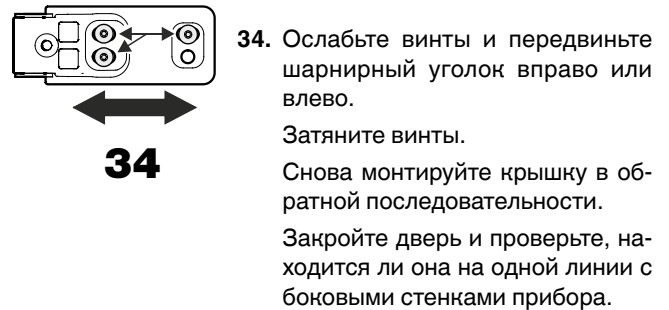 34
34. Ослабьте винты и передвиньте
шарнирный уголок вправо или
влево.
Затяните винты.
Снова монтируйте крышку в об-
ратной последовательности.
Закройте дверь и проверьте, на-
ходится ли она на одной линии с
боковыми стенками прибора.